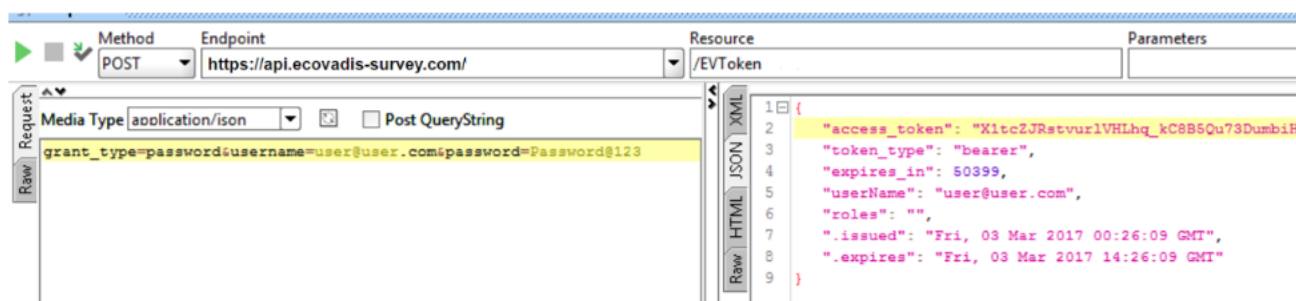 Method Endpoint Resource Parameters
POST https://api.ecovadis-survey.com/ /EVToken
Request
Raw
Media Type application/json Post QueryString
grant_type=password&username=user@user.com&password=Password@123
XML
JSON
HTML
Raw
1 {
2 "access_token": "X1tcZJRstvurlVHLhq_kC8B5Qu73DumbiH
3 "token_type": "bearer",
4 "expires_in": 50399,
5 "userName": "user@user.com",
6 "roles": "",
7 ".issued": "Fri, 03 Mar 2017 00:26:09 GMT",
8 ".expires": "Fri, 03 Mar 2017 14:26:09 GMT"
9 }